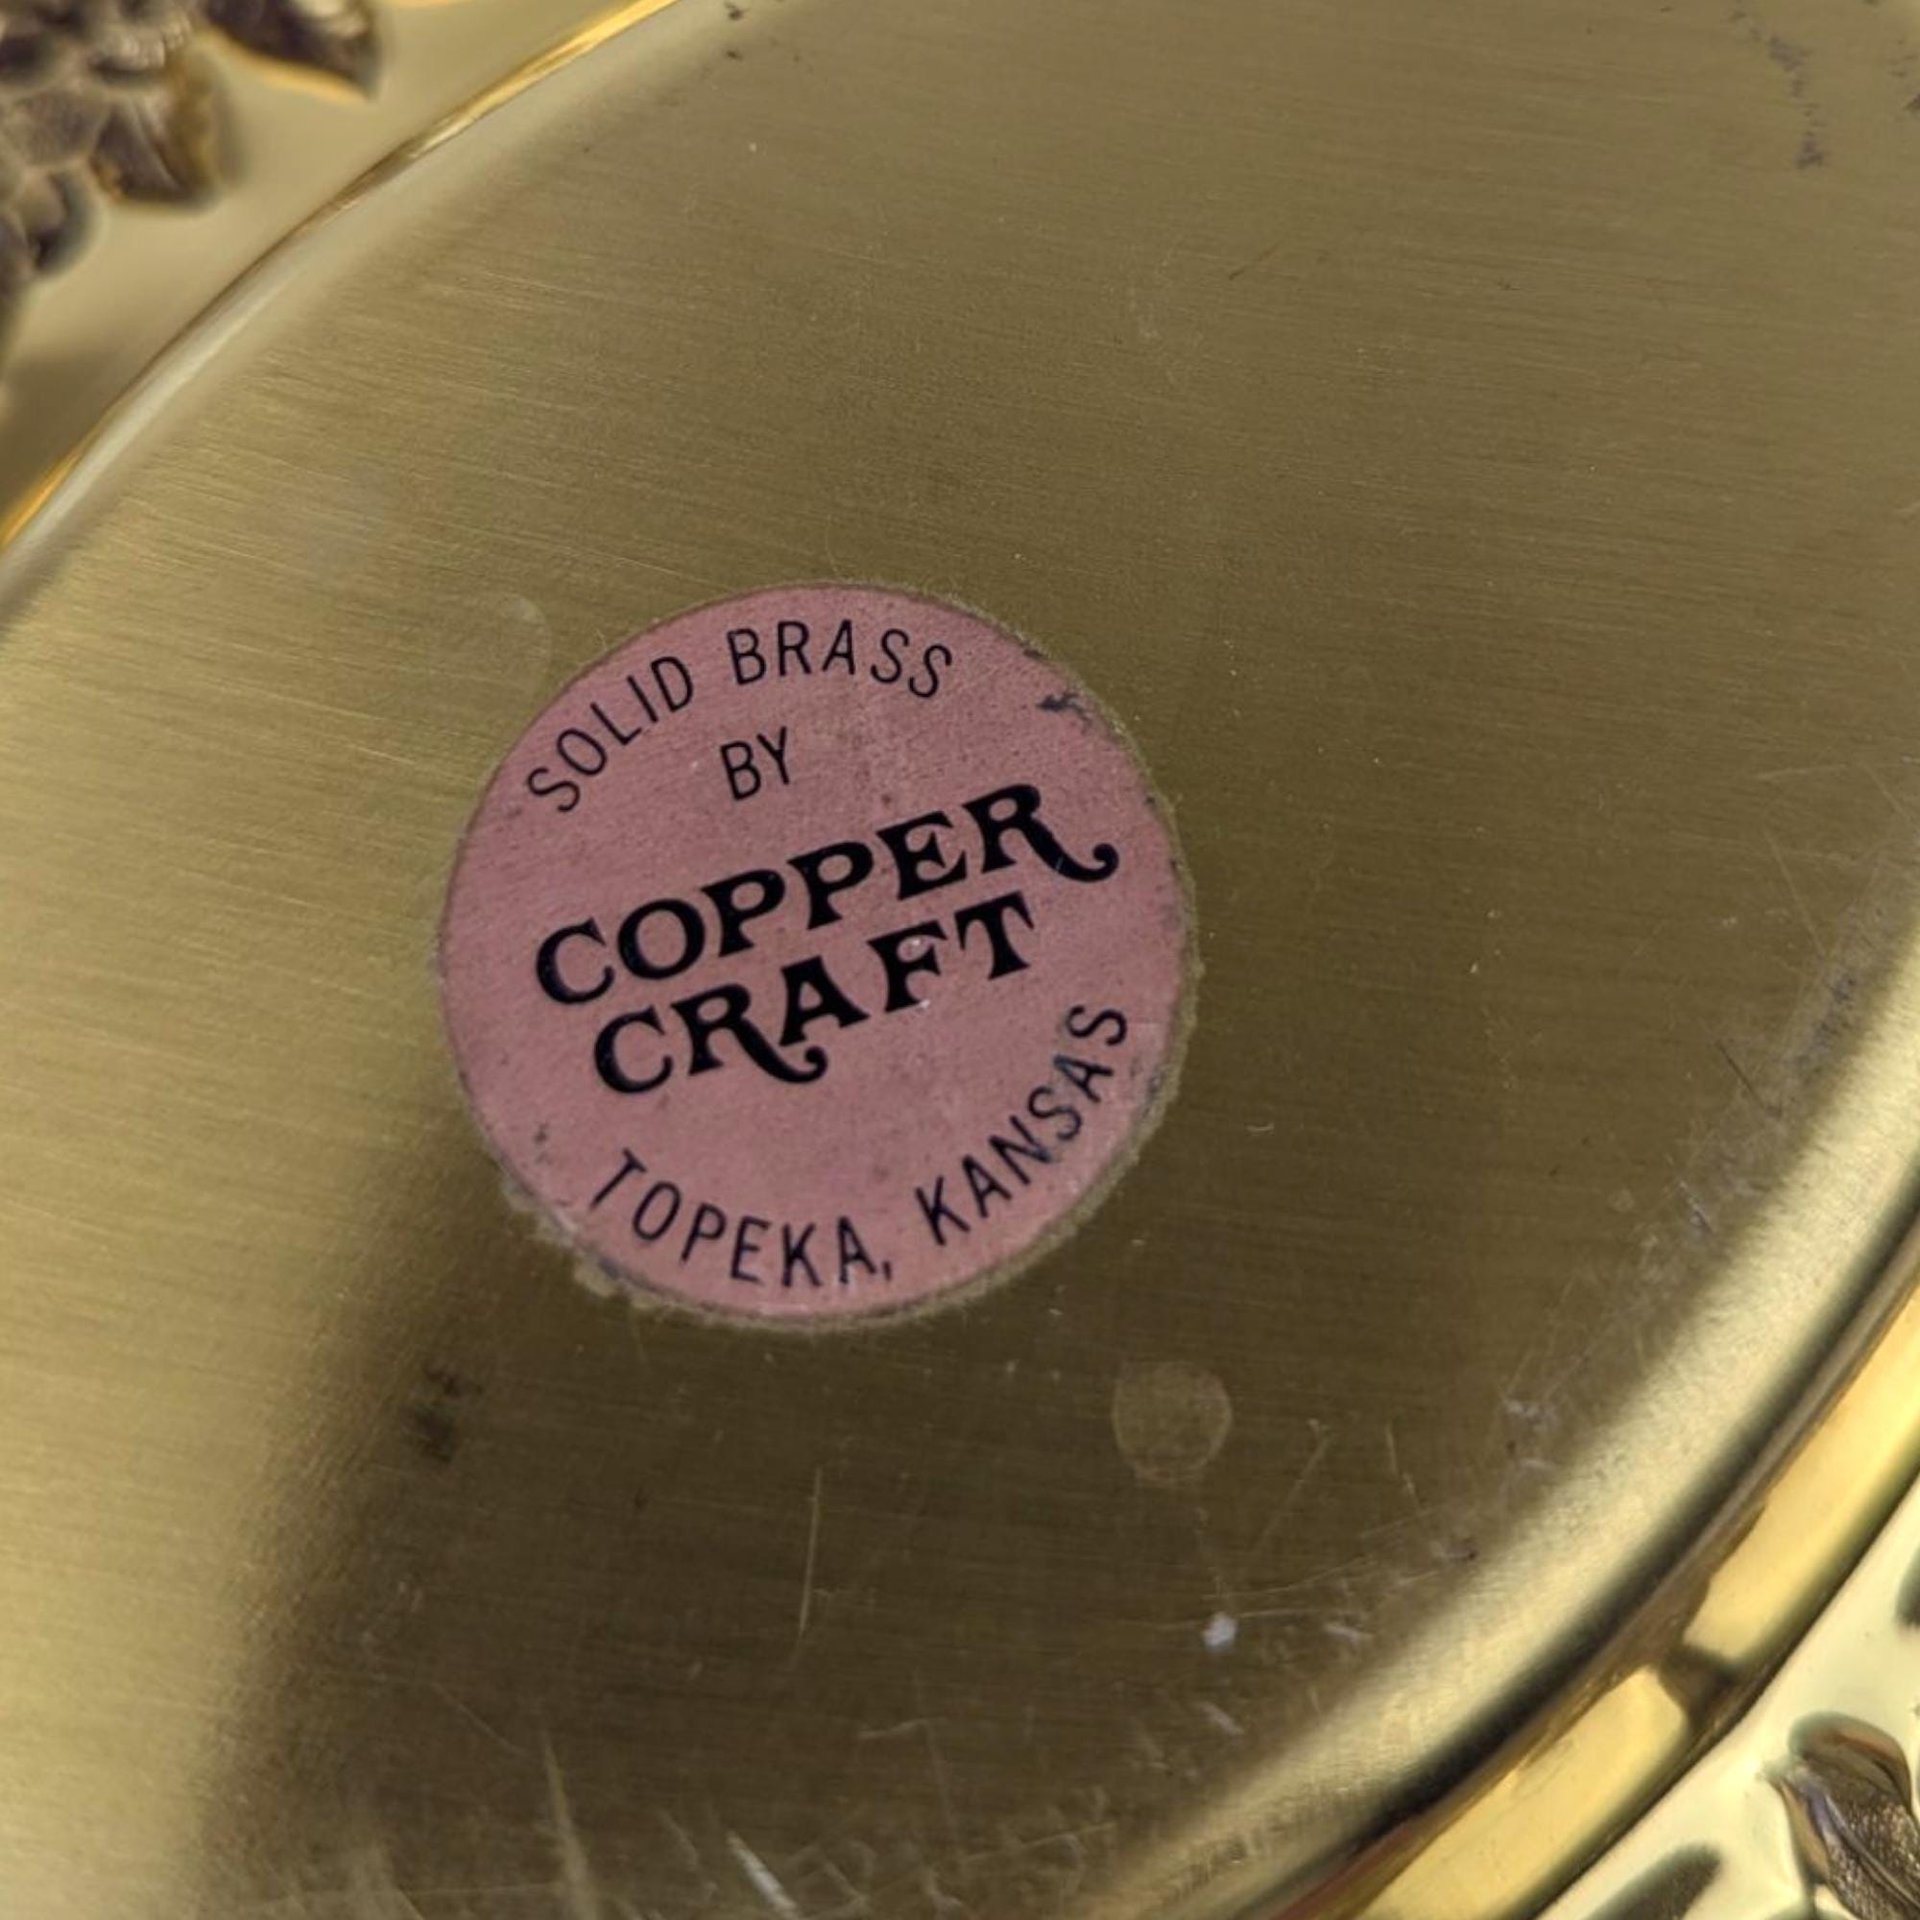 SOLID BRASS
BY
COPPER
CRAFT
TOPEKA, KANSAS